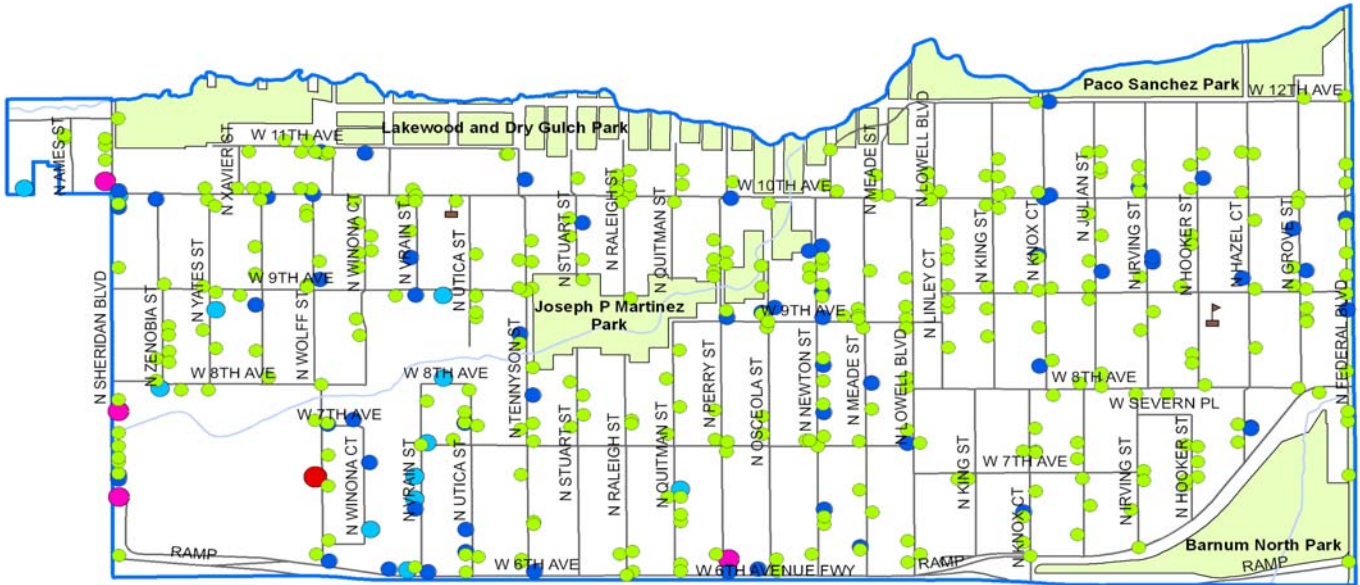 Paco Sanchez Park
W 12TH AVE
Lakewood and Dry Gulch Park
W 11TH AVE
N AMES ST
N XAVIER ST
N MEADE ST
N LOWELL BLVD
W 10TH AVE
N SHERIDAN BLVD
N ZENOBIA ST
N YATES ST
N WOLFF ST
N WINONA CT
N VRAIN ST
N UTICA ST
N STUART ST
N RALEIGH ST
N QUITMAN ST
N LINLEY CT
N KING ST
N KNOX CT
N JULIAN ST
N IRVING ST
N HOOKER ST
N HAZEL CT
N GROVE ST
N FEDERAL BLVD
W 9TH AVE
Joseph P Martinez
Park
W 9TH AVE
N TENNYSON ST
N PERRY ST
N OSCEOLA ST
N NEWTON ST
N MEADE ST
N LOWELL BLVD
W 8TH AVE
W 8TH AVE
W 8TH AVE
W SEVERN PL
W 7TH AVE
N WINONA CT
N VRAIN ST
N UTICA ST
N STUART ST
N RALEIGH ST
N QUITMAN ST
W 7TH AVE
N KING ST
N KNOX CT
N IRVING ST
N HOOKER ST
Barnum North Park
RAMP
W 6TH AVE
W 6TH AVENUE FWY
RAMP
RAMP